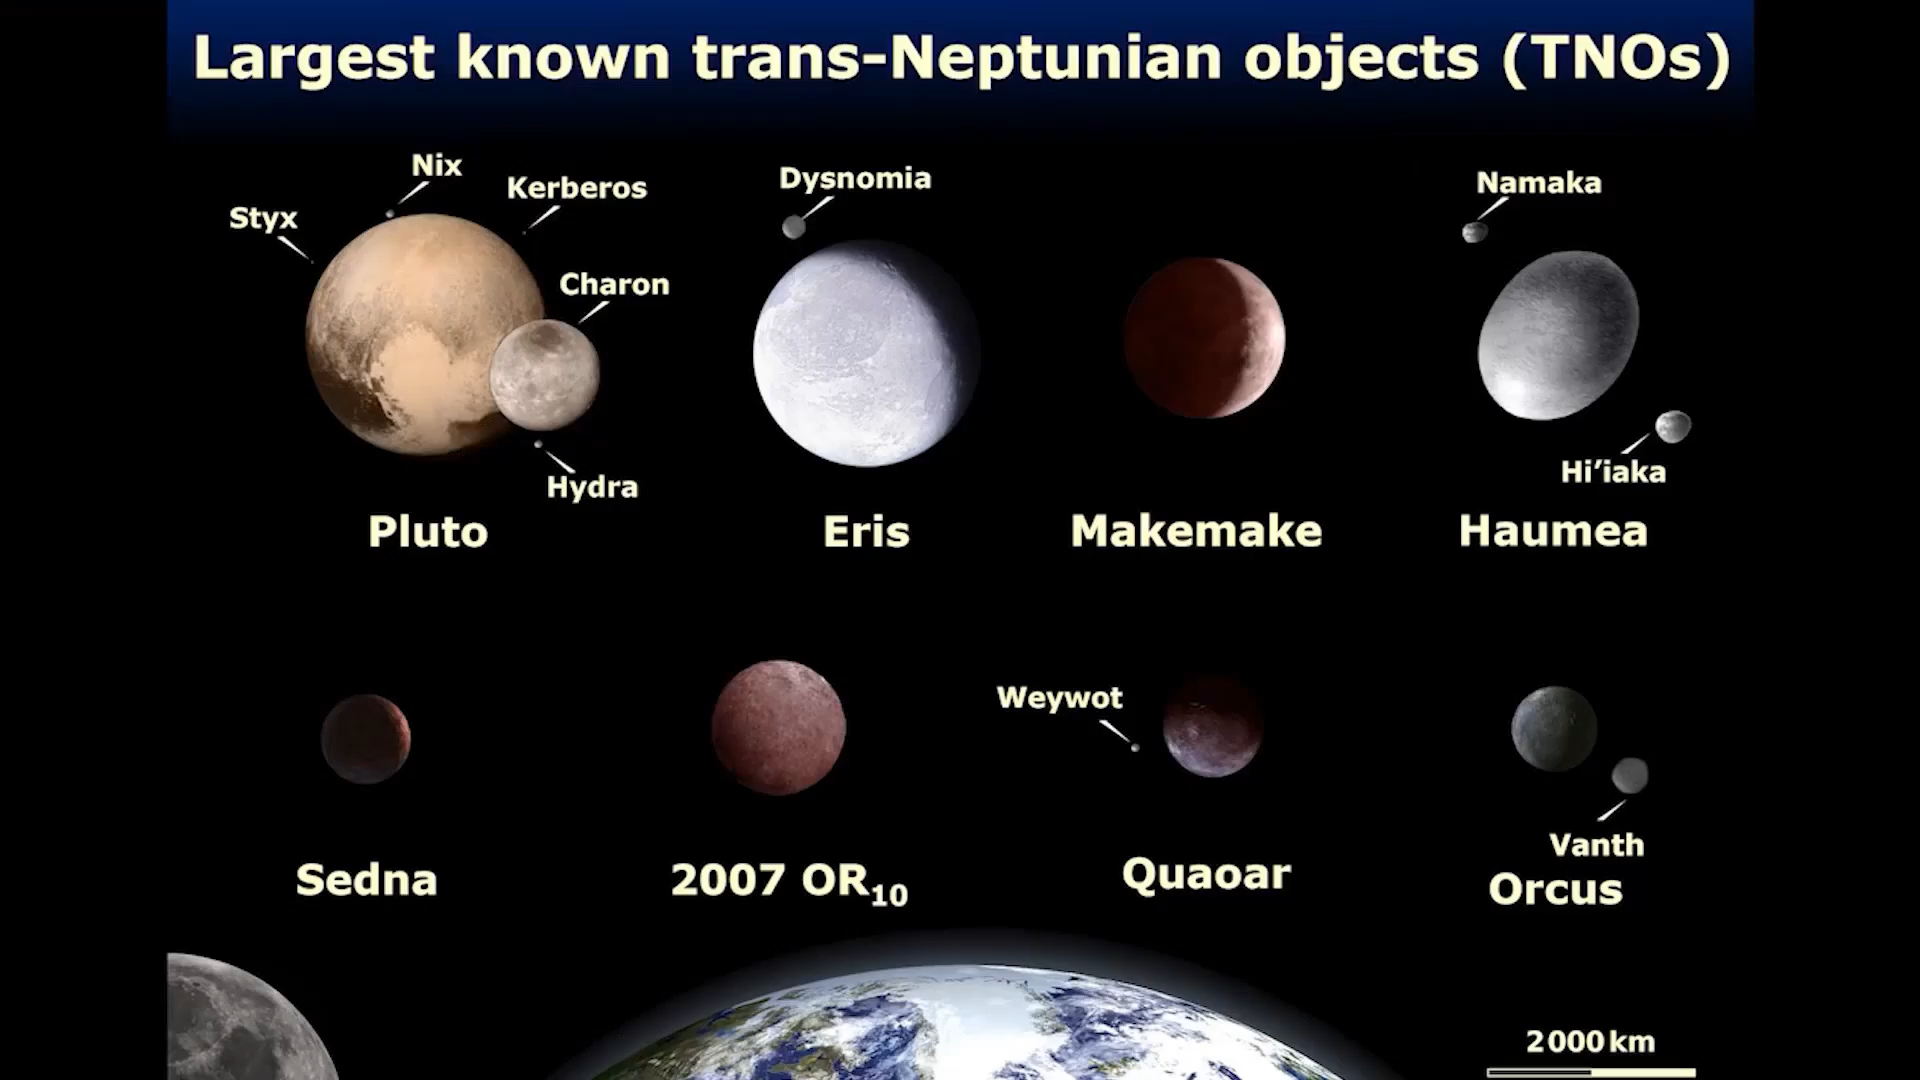 Largest known trans-Neptunian objects (TNOs)
Nix
Kerberos
Styx
Charon
Hydra
Pluto
Dysnomia
Eris
Makemake
Namaka
Hi’iaka
Haumea
Sedna
2007 OR₁₀
Weywot
Quaoar
Vanth
Orcus
2000 km